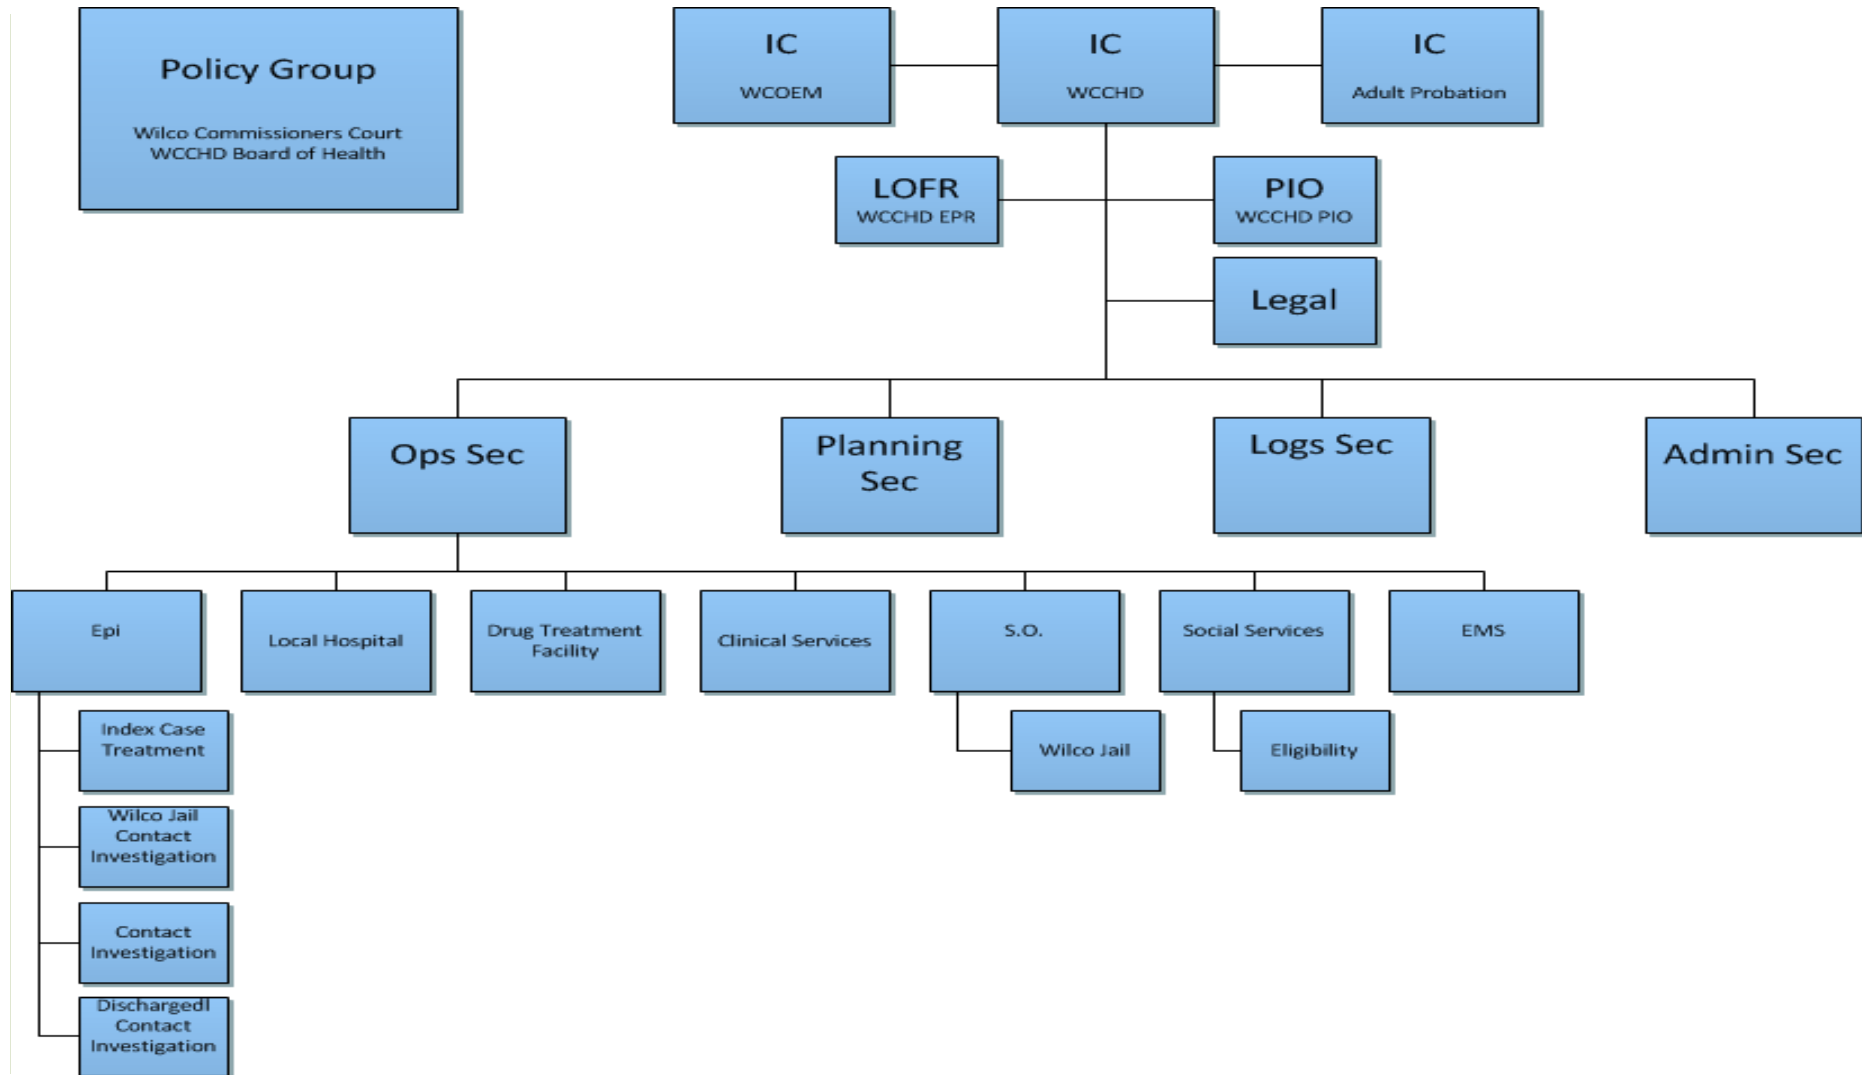 Policy Group
Wilco Commissioners Court
WCCHD Board of Health
IC
WCOEM
IC
WCCHD
IC
Adult Probation
LOFR
WCCHD EPR
PIO
WCCHD PIO
Legal
Ops Sec
Planning
Sec
Logs Sec
Admin Sec
Epi
Local Hospital
Drug Treatment
Facility
Clinical Services
S.O.
Social Services
EMS
Index Case
Treatment
Wilco Jail
Contact
Investigation
Contact
Investigation
Dischargedl
Contact
Investigation
Wilco Jail
Eligibility